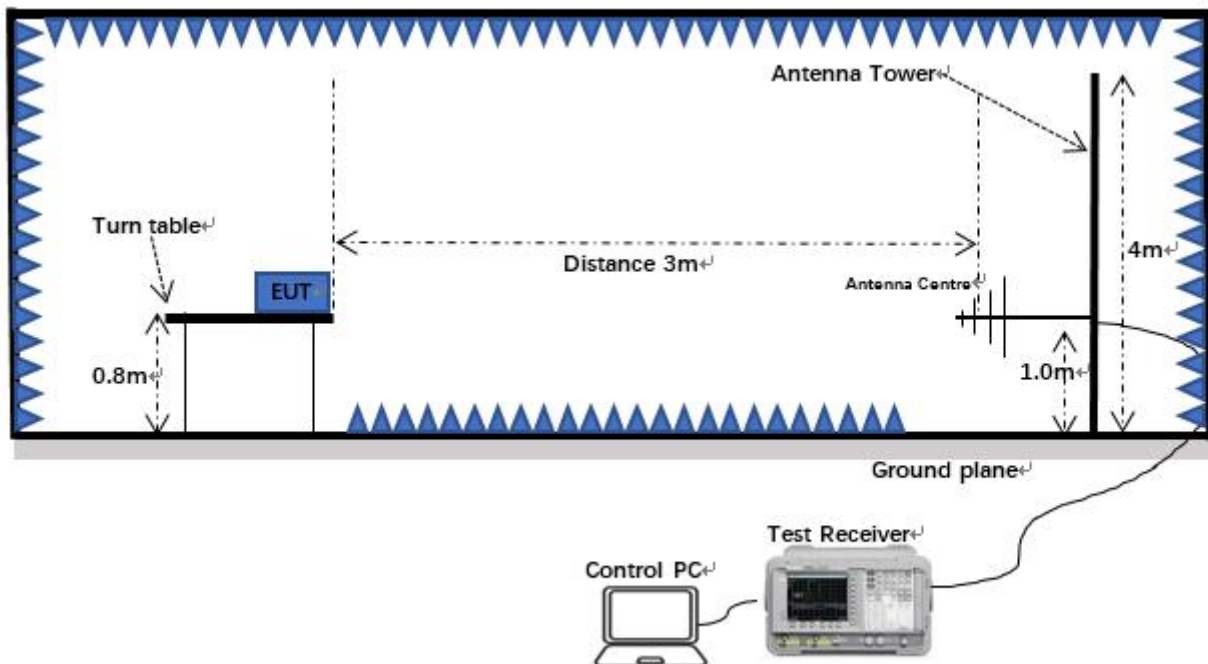 Antenna Tower↵
Turn table↵
4m↵
Distance 3m↵
Antenna Centre↵
EUT↵
0.8m↵
1.0m↵
Ground plane↵
Test Receiver↵
Control PC↵